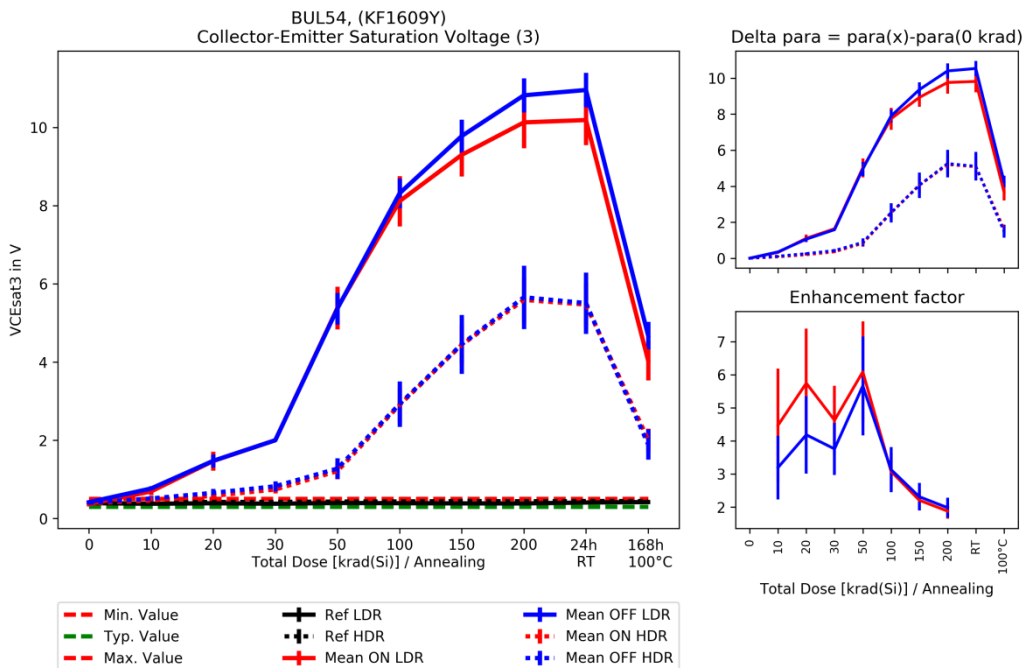 BUL54, (KF1609Y)
Collector-Emitter Saturation Voltage (3)
VCEsat3 in V
10
8
6
4
2
0
0 10 20 30 50 100 150 200 24h 168h
RT 100°C
Total Dose [krad(Si)] / Annealing
Delta para = para(x)-para(0 krad)
10
8
6
4
2
0
Enhancement factor
7
6
5
4
3
2
0 10 20 30 50 100 150 200 RT 100°C
Total Dose [krad(Si)] / Annealing
Min. Value
Typ. Value
Max. Value
Ref LDR
Ref HDR
Mean ON LDR
Mean OFF LDR
Mean ON HDR
Mean OFF HDR